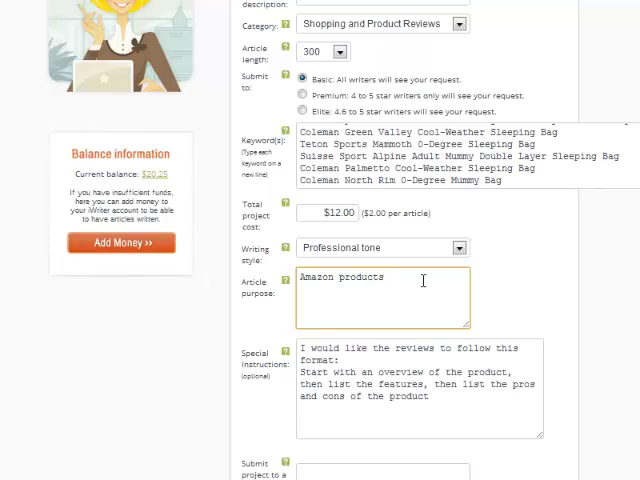 description:
Category:
Shopping and Product Reviews
Article
length:
300
Submit
to:
Basic: All writers will see your request.
Premium: 4 to 5 star writers only will see your request.
Elite: 4.6 to 5 star writers will see your request.
Keyword(s):
(Type each
keyword on a
new line)
Coleman Green Valley Cool-Weather Sleeping Bag
Teton Sports Mammoth 0-Degree Sleeping Bag
Suisse Sport Alpine Adult Mummy Double Layer Sleeping Bag
Coleman Palmetto Cool-Weather Sleeping Bag
Coleman North Rim 0-Degree Mummy Bag
Balance information
Current balance: $20.25
If you have insufficient funds,
here you can add money to
your iWriter account to be able
to have articles written.
Add Money >>
Total
project
cost:
$12.00
($2.00 per article)
Writing
style:
Professional tone
Article
purpose:
Amazon products
Special
Instructions:
(optional)
I would like the reviews to follow this
format:
Start with an overview of the product,
then list the features, then list the pros
and cons of the product
Submit
project to a